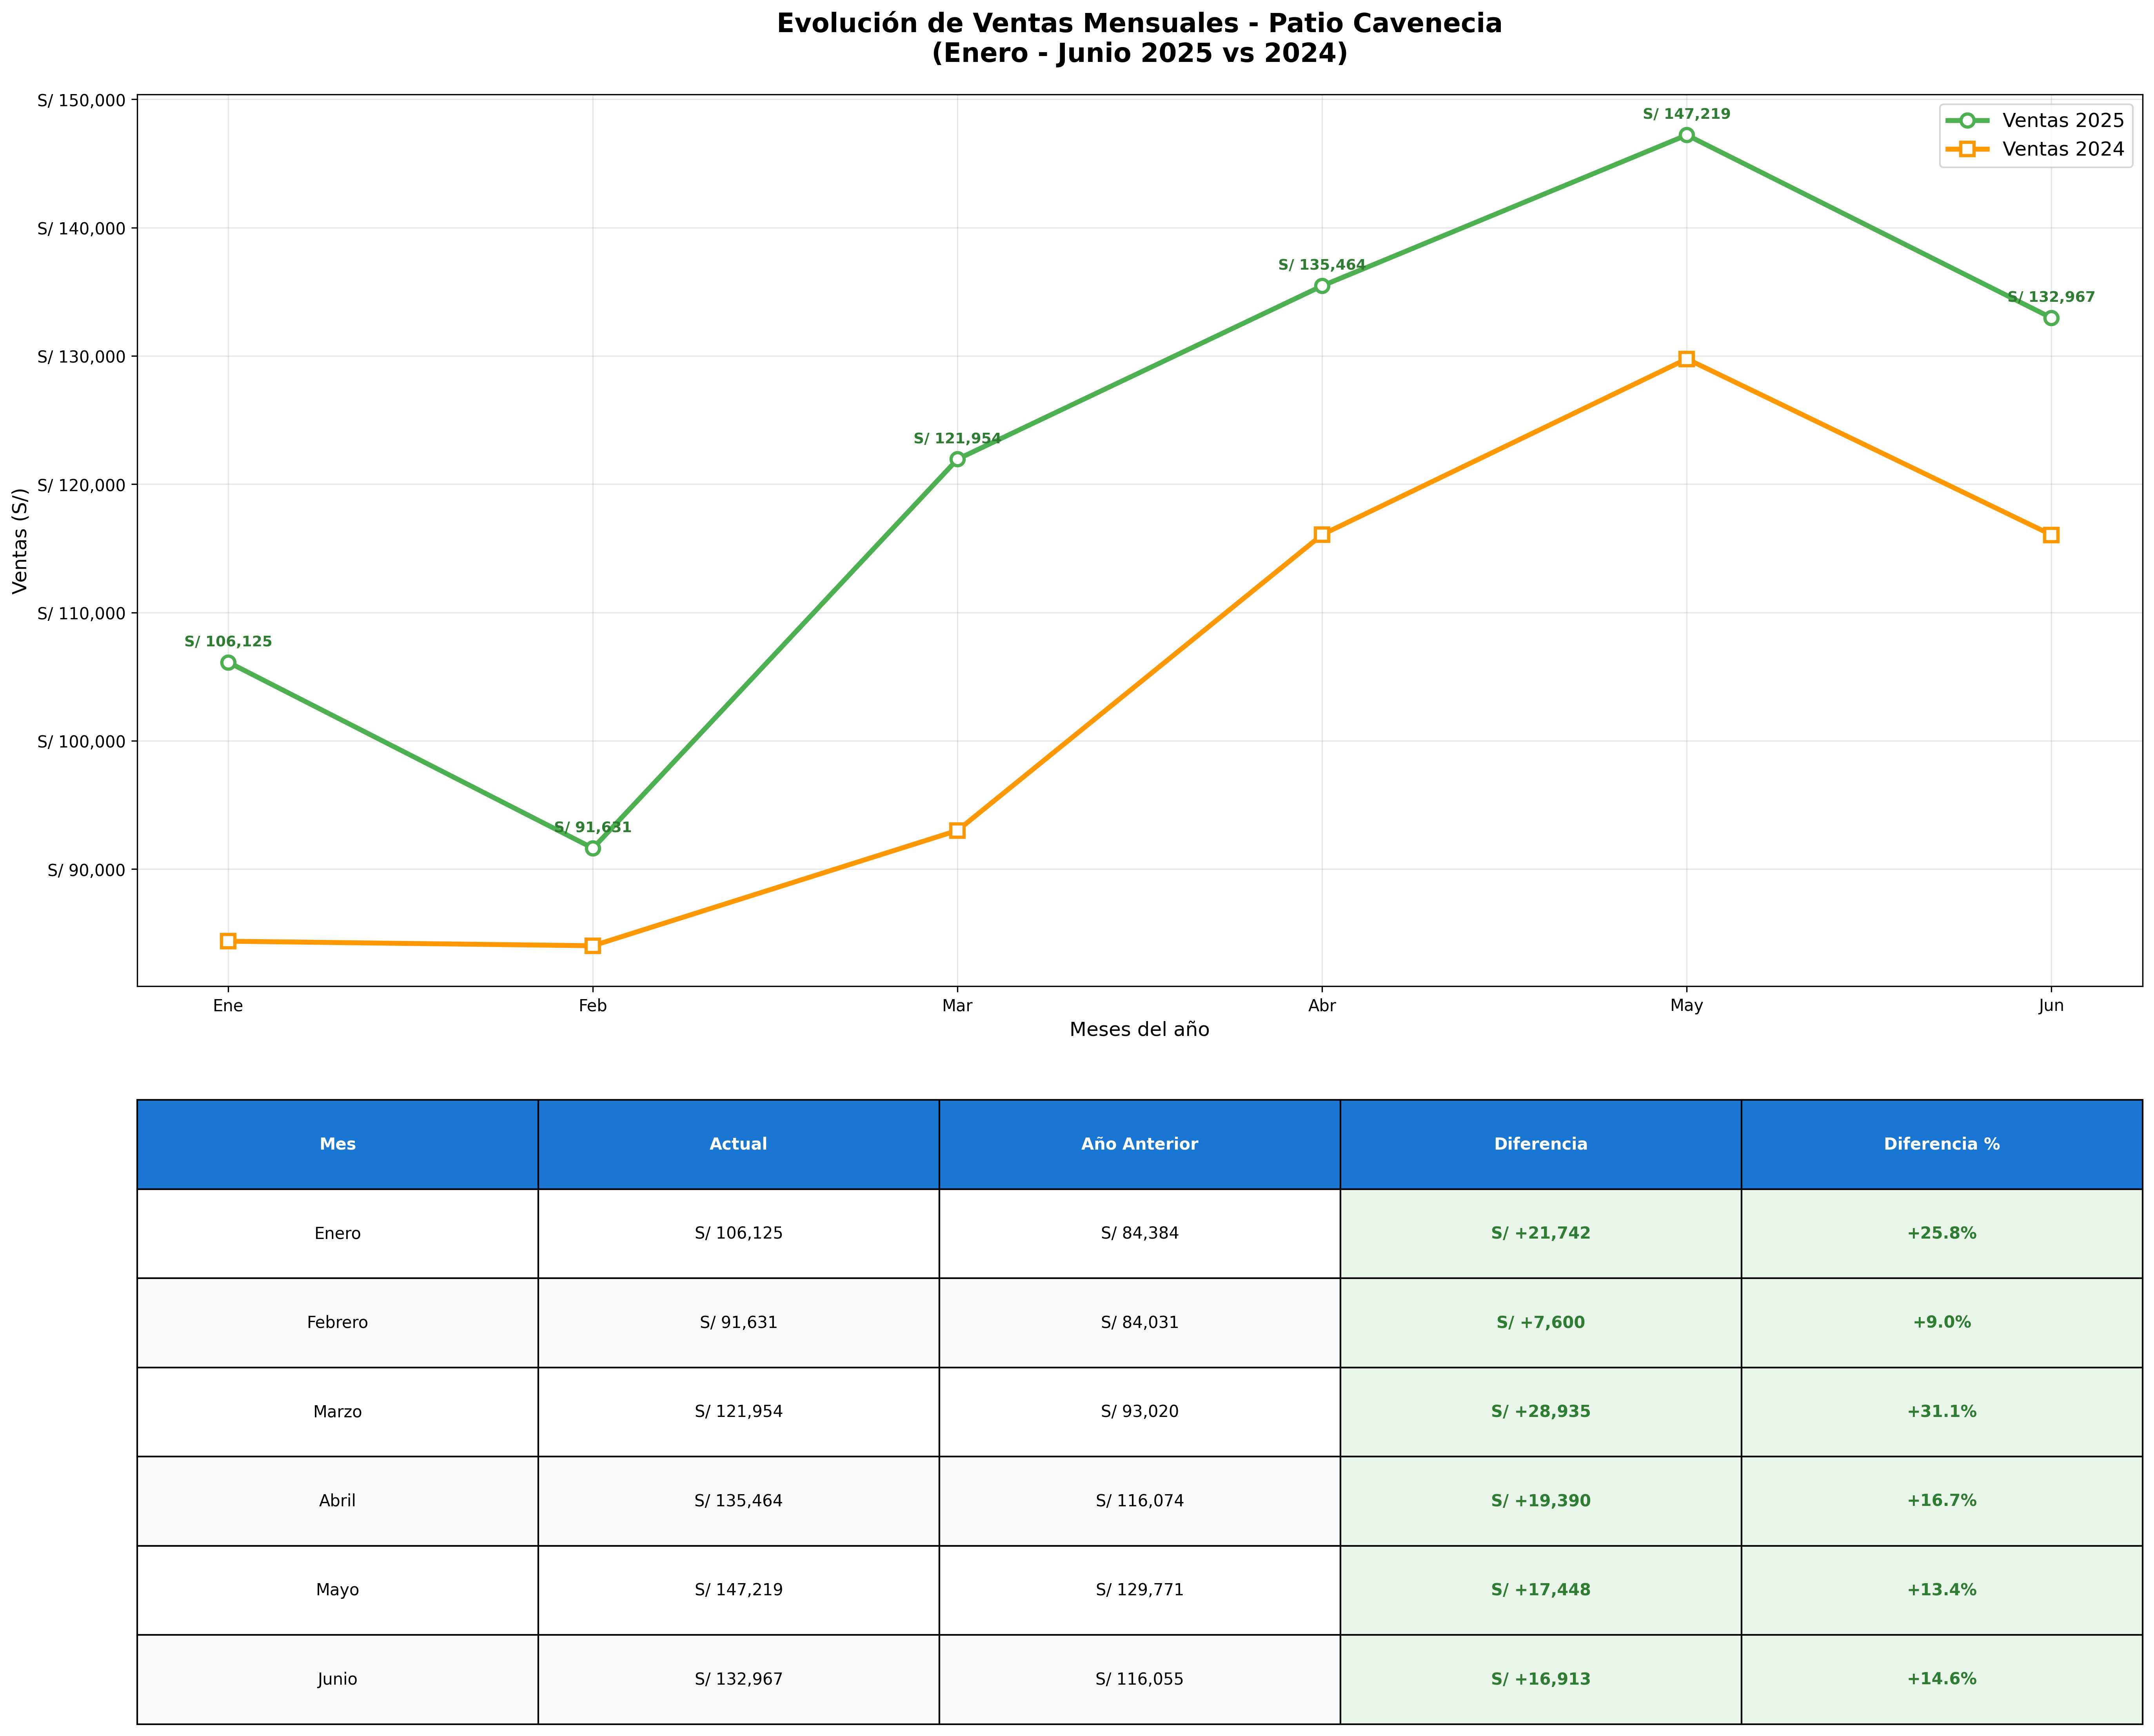 Evolución de Ventas Mensuales - Patio Cavenecia
(Enero - Junio 2025 vs 2024)
Ventas (S/)
S/ 150,000
S/ 140,000
S/ 130,000
S/ 120,000
S/ 110,000
S/ 100,000
S/ 90,000
Ventas 2025
Ventas 2024
S/ 106,125
S/ 91,631
S/ 121,954
S/ 135,464
S/ 147,219
S/ 132,967
Ene Feb Mar Abr May Jun
Meses del año
Mes Actual Año Anterior Diferencia Diferencia %
Enero S/ 106,125 S/ 84,384 S/ +21,742 +25.8%
Febrero S/ 91,631 S/ 84,031 S/ +7,600 +9.0%
Marzo S/ 121,954 S/ 93,020 S/ +28,935 +31.1%
Abril S/ 135,464 S/ 116,074 S/ +19,390 +16.7%
Mayo S/ 147,219 S/ 129,771 S/ +17,448 +13.4%
Junio S/ 132,967 S/ 116,055 S/ +16,913 +14.6%